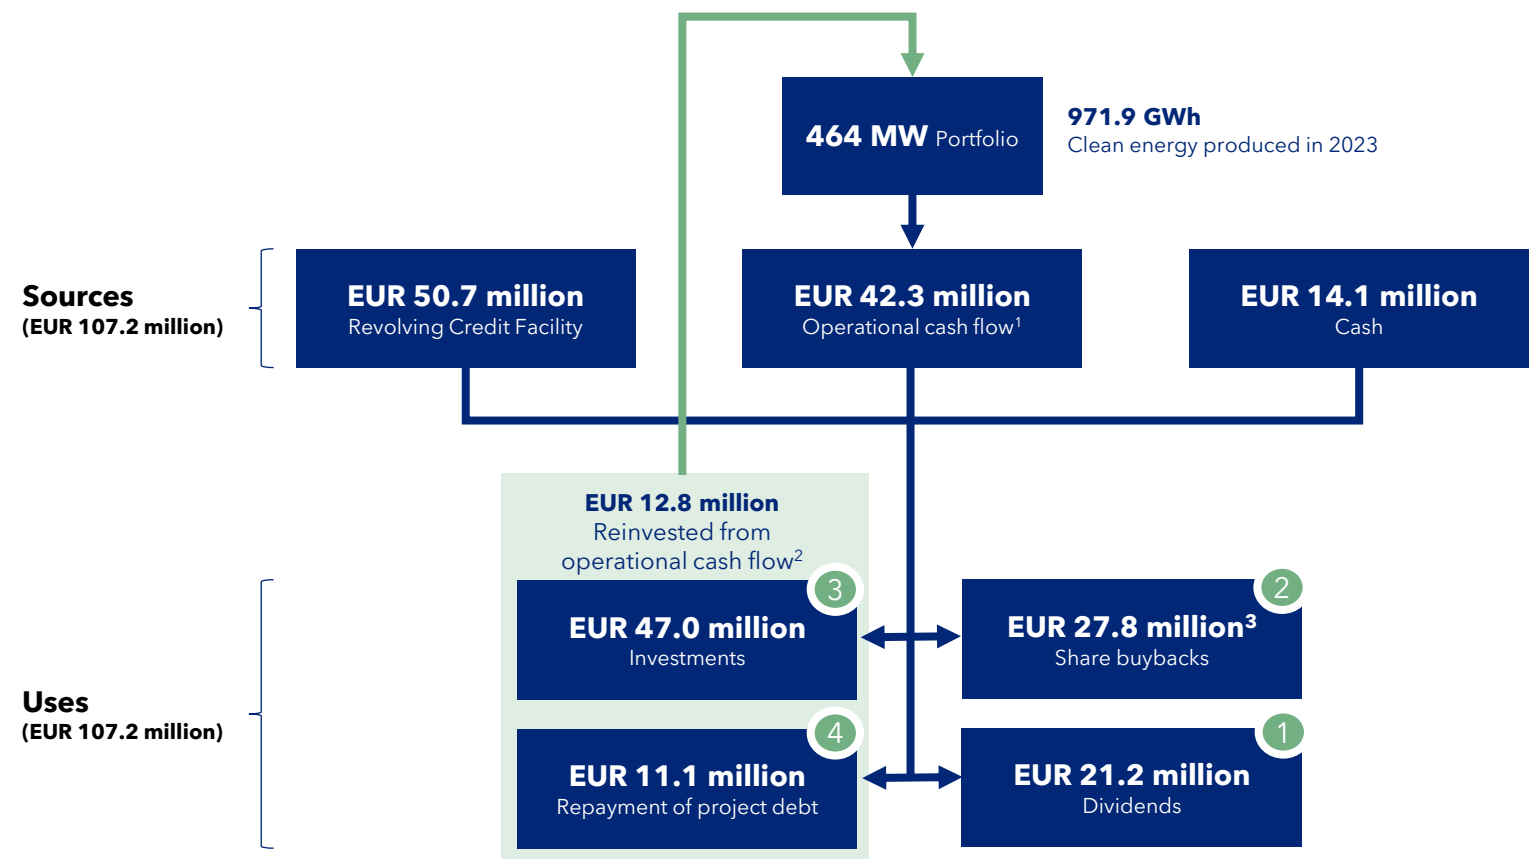 464 MW Portfolio
971.9 GWh
Clean energy produced in 2023
Sources
(EUR 107.2 million)
EUR 50.7 million
Revolving Credit Facility
EUR 42.3 million
Operational cash flow1
EUR 14.1 million
Cash
EUR 12.8 million
Reinvested from
operational cash flow2
Uses
(EUR 107.2 million)
3
EUR 47.0 million
Investments
2
EUR 27.8 million3
Share buybacks
4
EUR 11.1 million
Repayment of project debt
1
EUR 21.2 million
Dividends